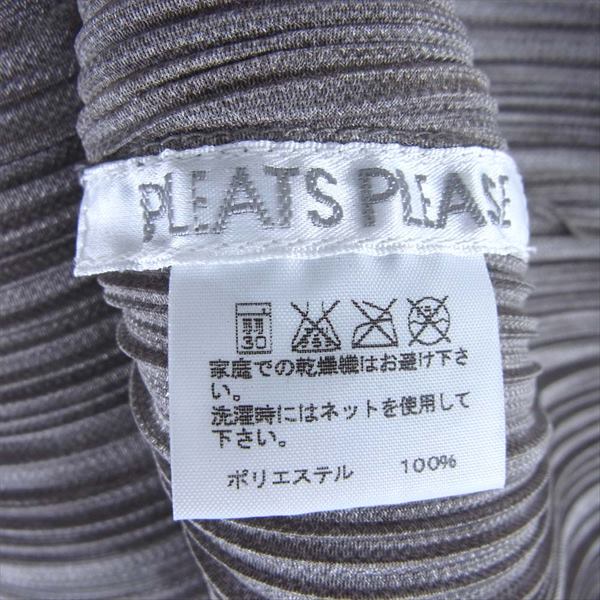 PLEATS PLEASE
弱 30
家庭での乾燥機はお避け下さ
い。
洗濯時にはネットを使用して
下さい。
ポリエステル 100%